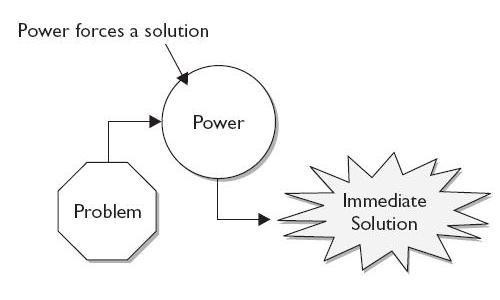 Power forces a solution
Power
Problem
Immediate
Solution